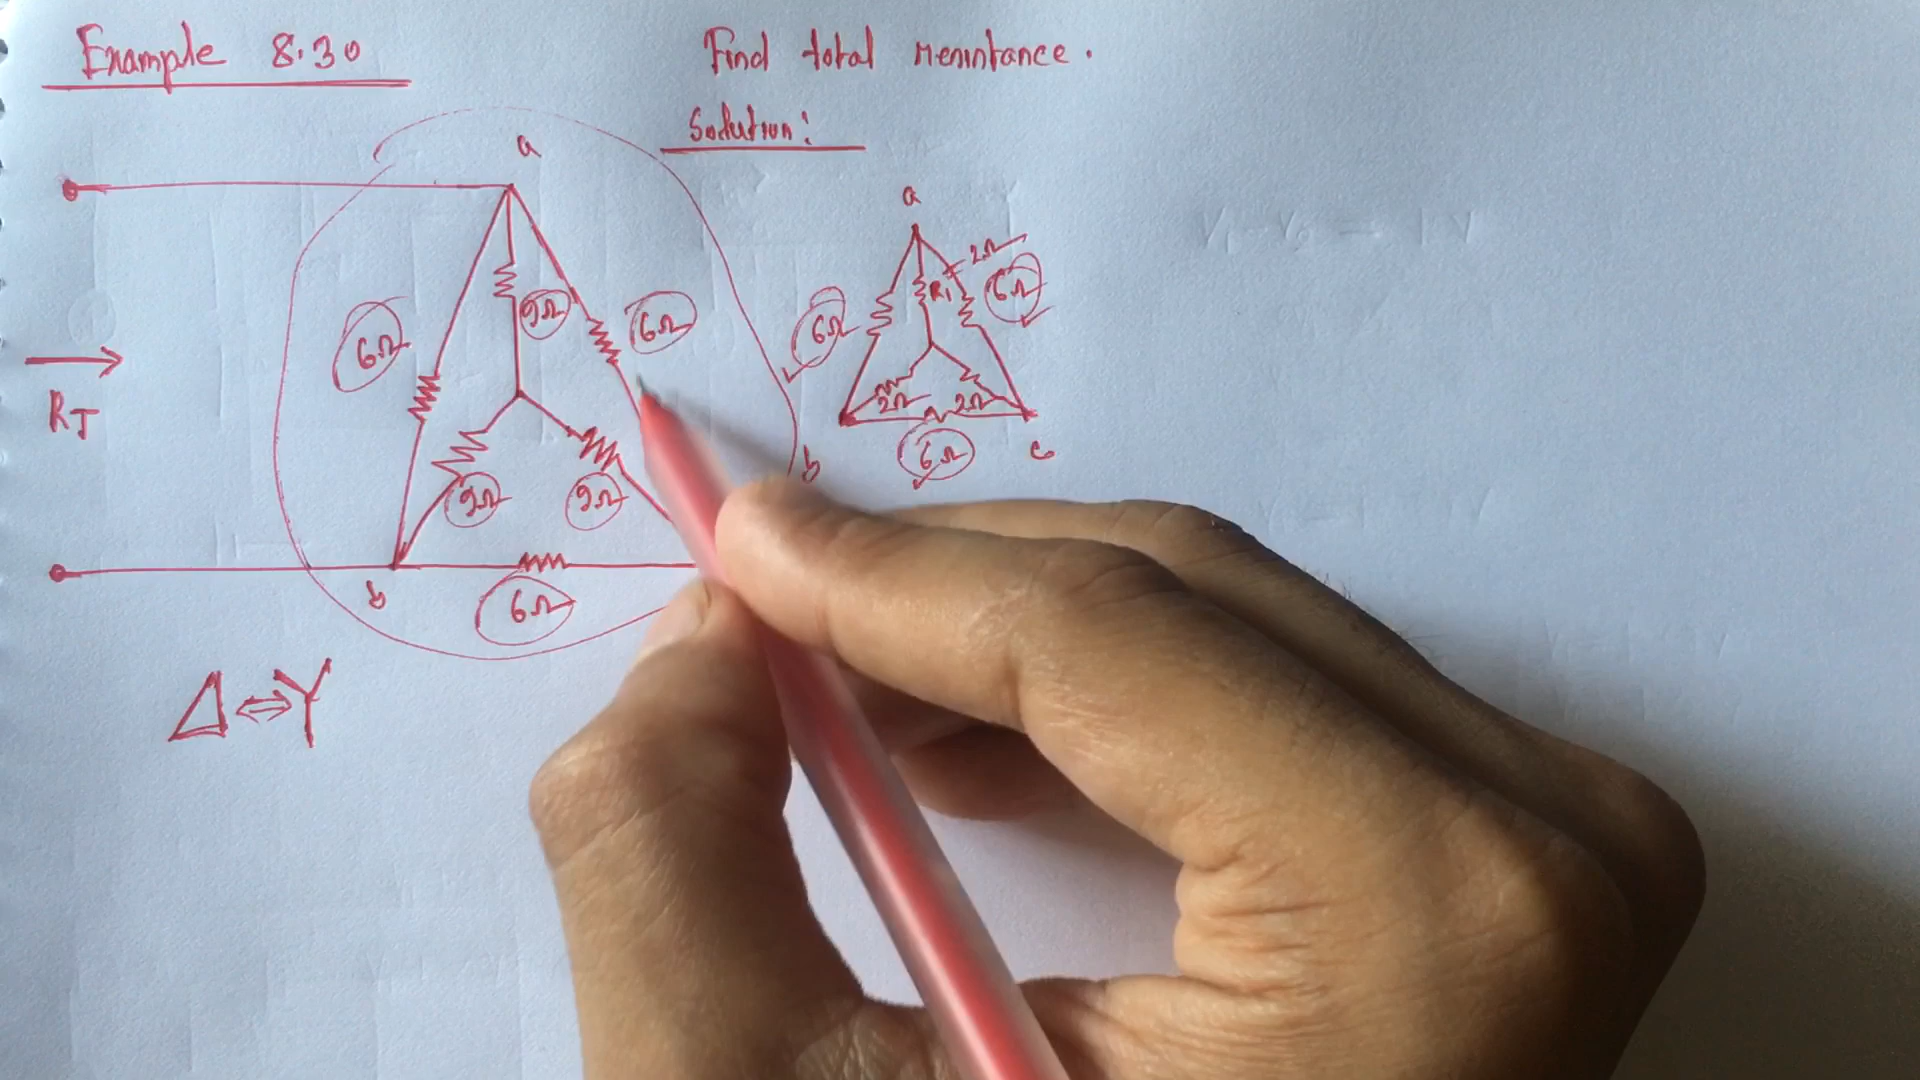 Example 8.30
Find total resistance.
Solution:
a
a
2Ω
R1
6Ω
6Ω
9Ω
6Ω
6Ω
RT
2Ω 2Ω
6Ω
b
c
9Ω
9Ω
6Ω
b
Δ⇔Y